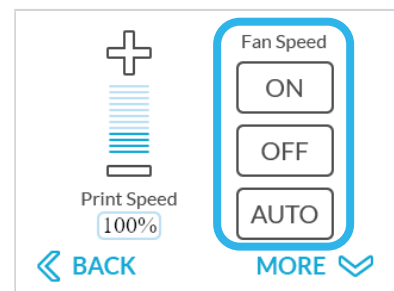 Print Speed
100%
Fan Speed
ON
OFF
AUTO
BACK
MORE